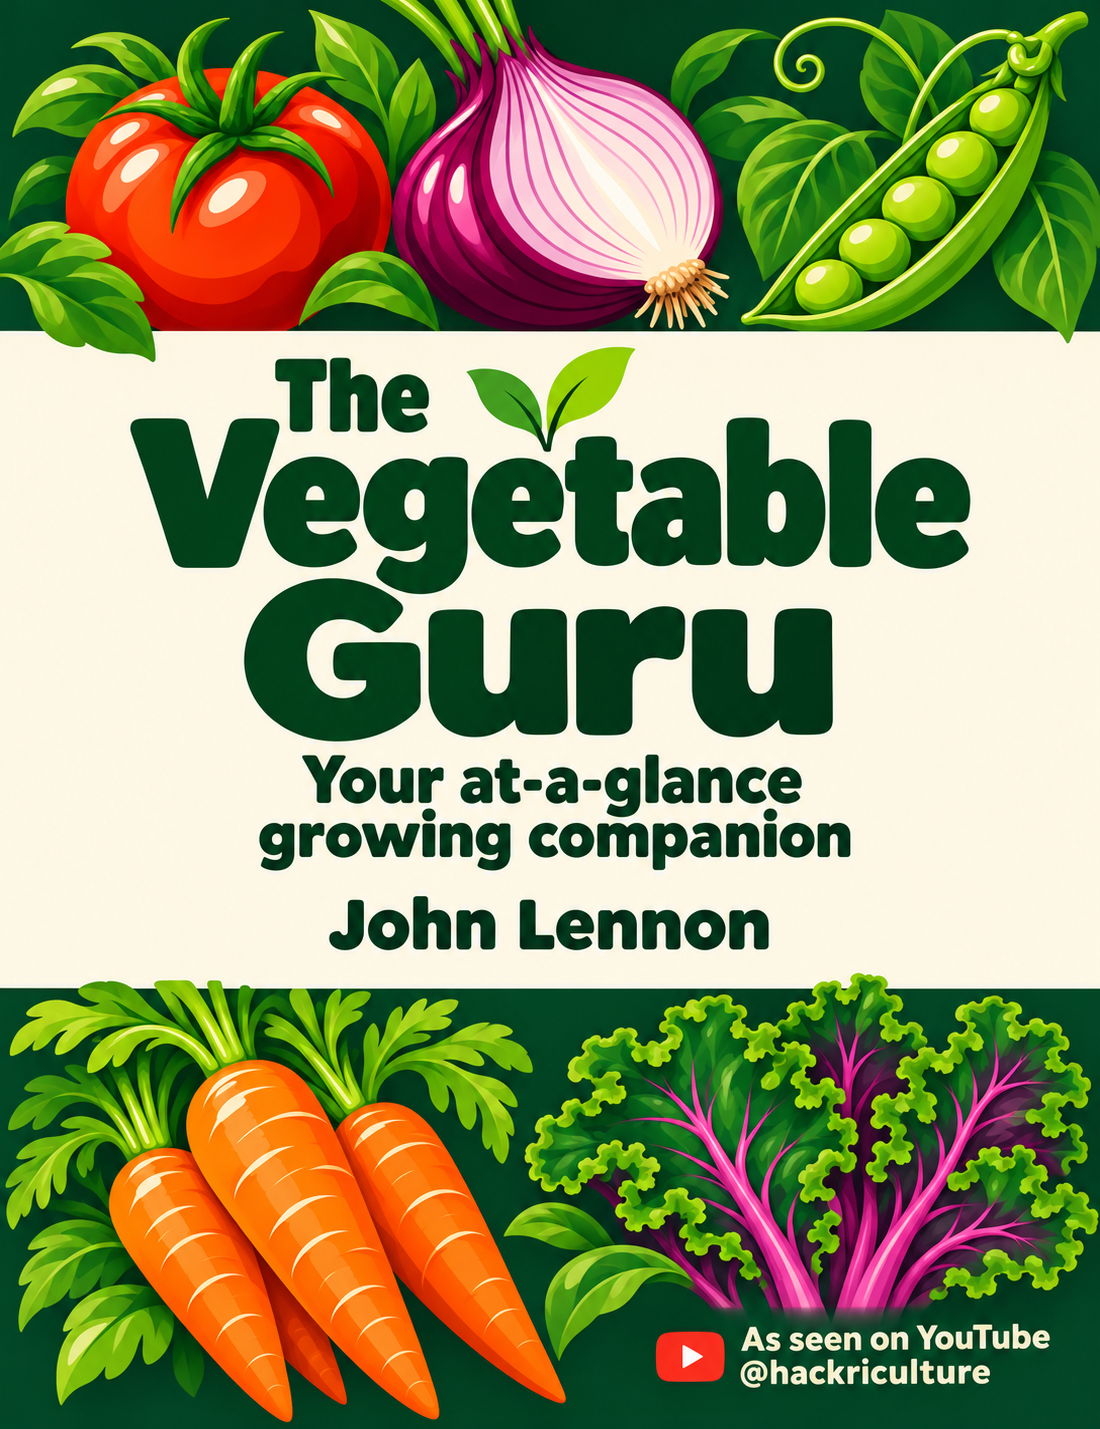 The
Vegetable
Guru
Your at-a-glance
growing companion
John Lennon
As seen on YouTube
@hackriculture